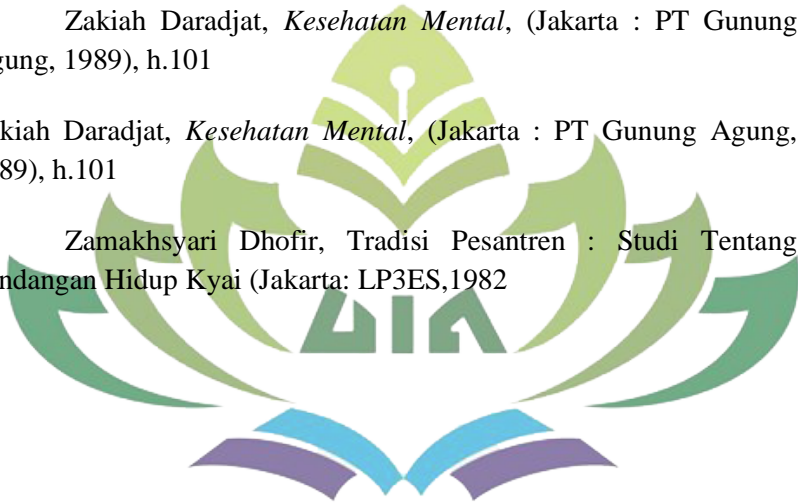 Zakiah Daradjat, Kesehatan Mental, (Jakarta : PT Gunung
gung, 1989), h.101
kiah Daradjat, Kesehatan Mental, (Jakarta : PT Gunung Agung,
89), h.101
Zamakhsyari Dhofir, Tradisi Pesantren : Studi Tentang
ndangan Hidup Kyai (Jakarta: LP3ES,1982
UIN